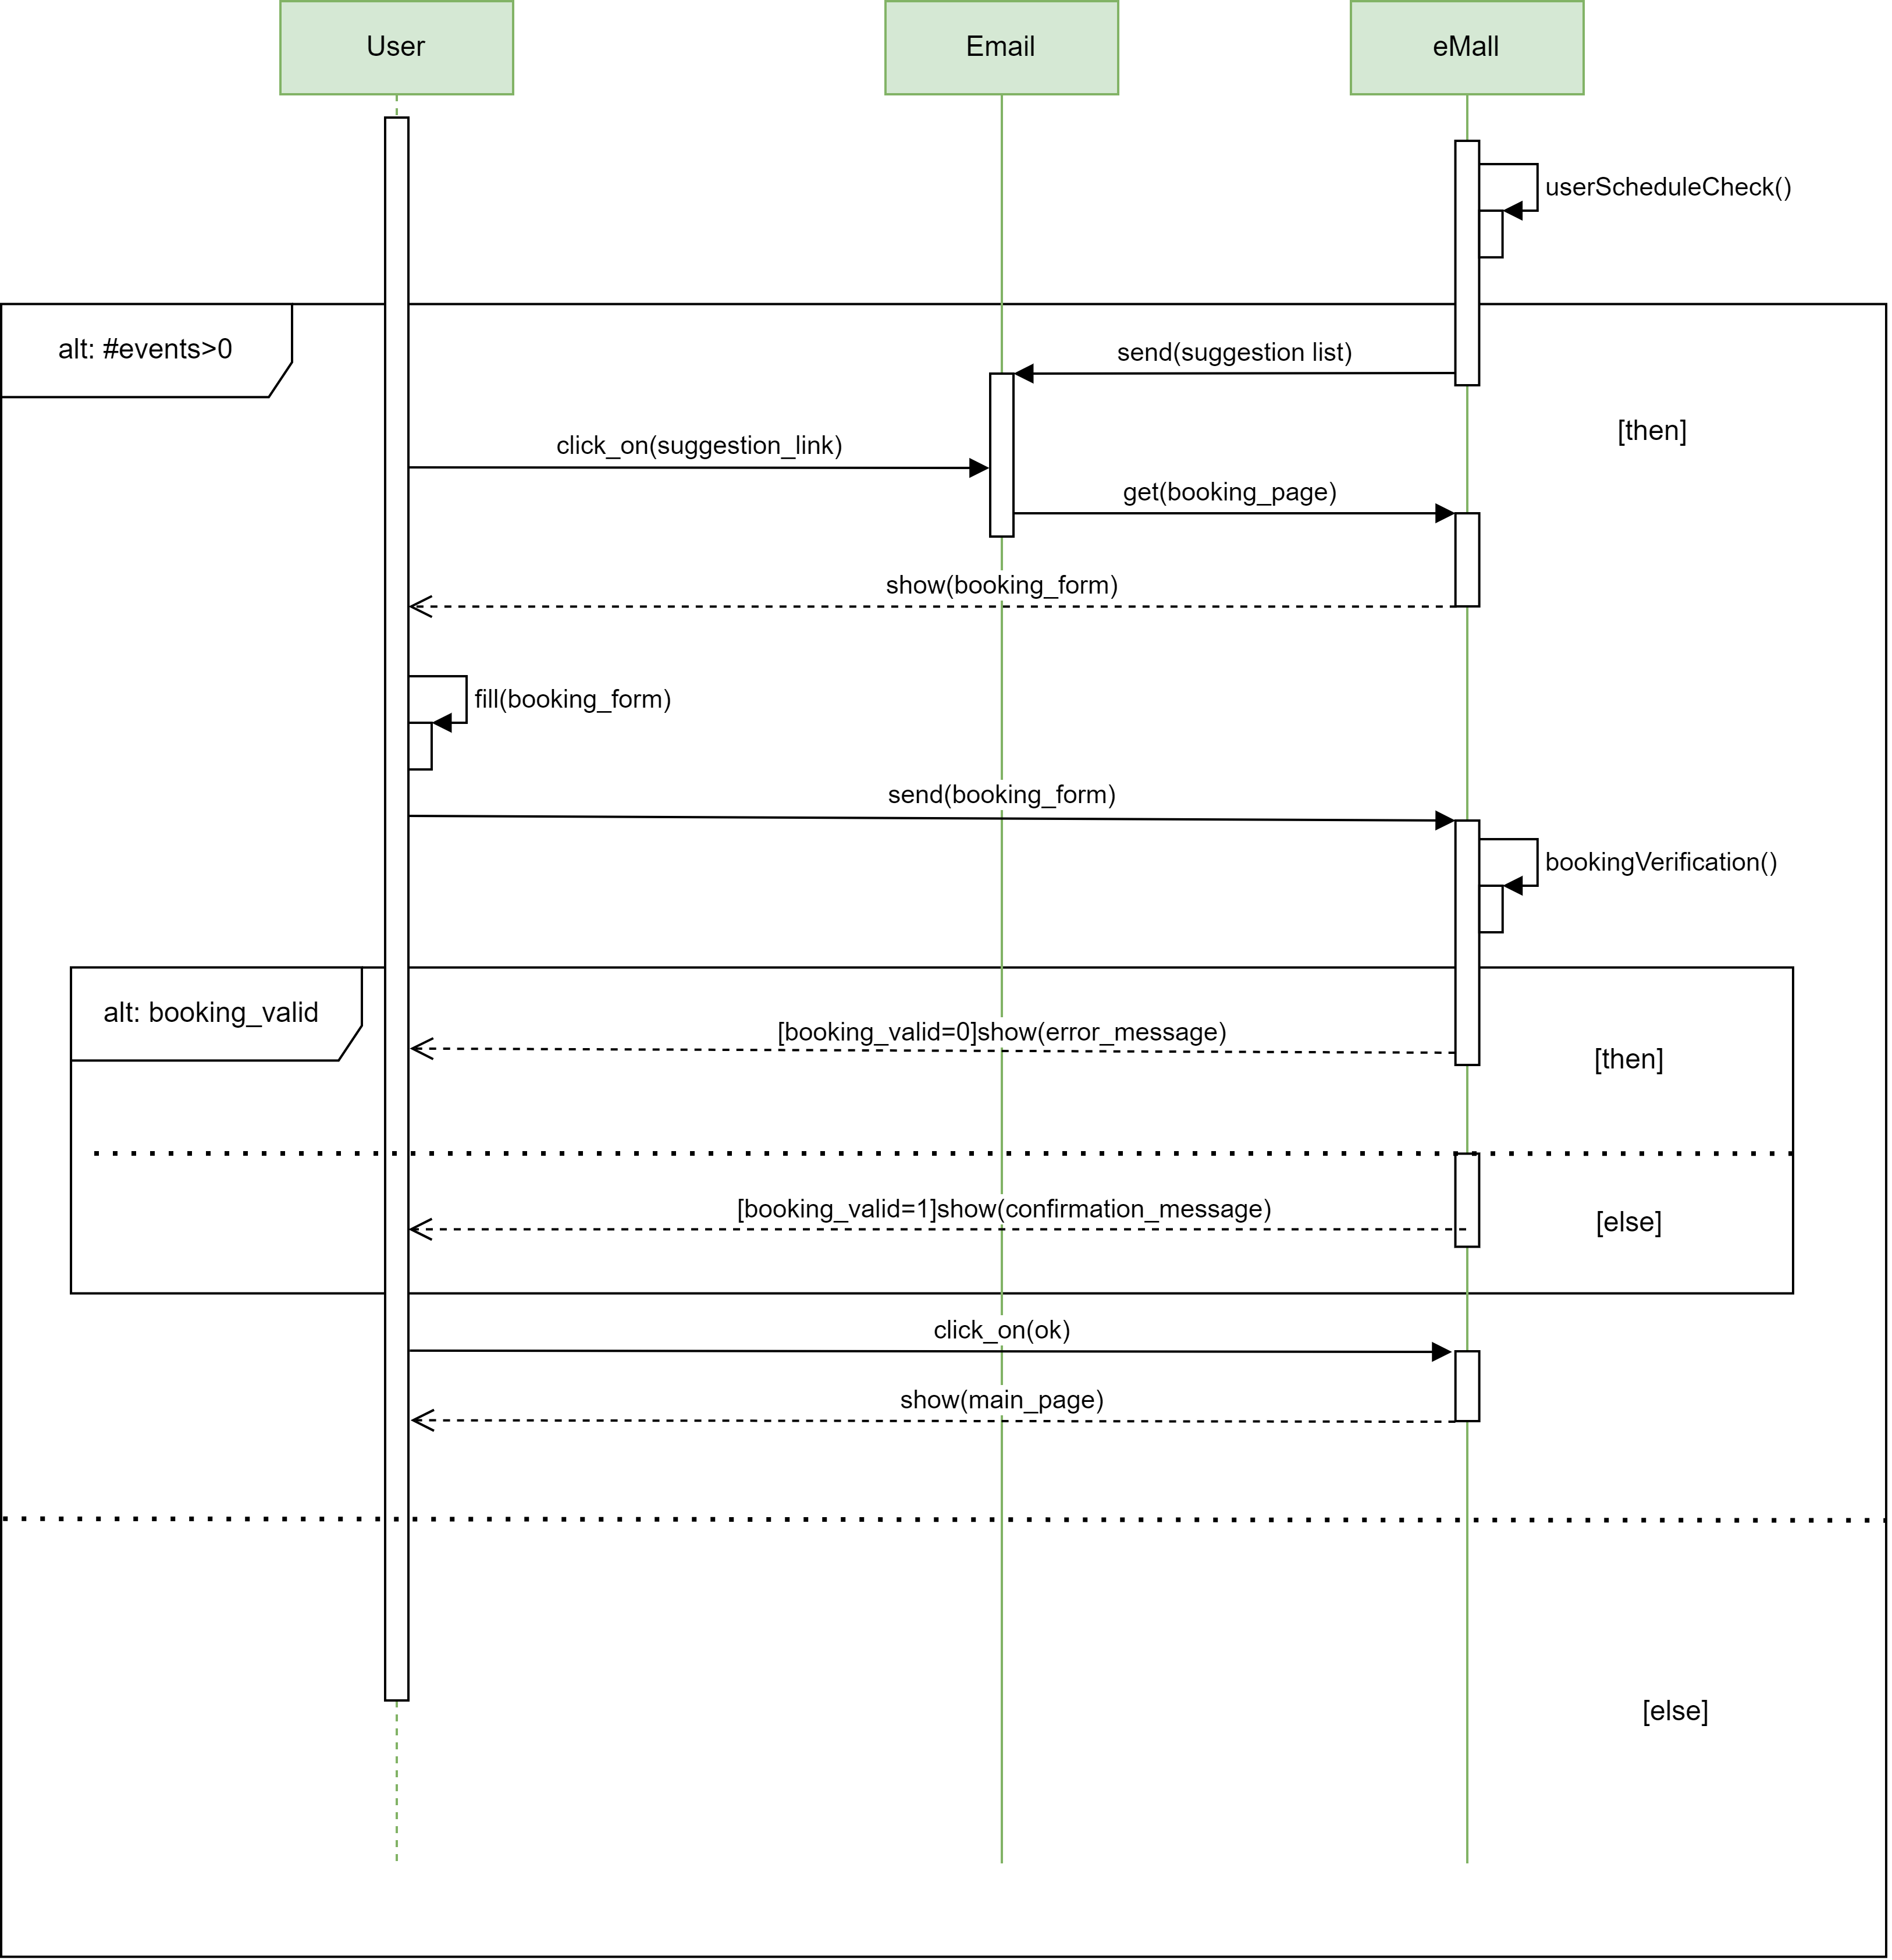 User
Email
eMall
userScheduleCheck()
alt: #events>0
send(suggestion list)
[then]
click_on(suggestion_link)
get(booking_page)
show(booking_form)
fill(booking_form)
send(booking_form)
bookingVerification()
alt: booking_valid
[booking_valid=0]show(error_message)
[then]
[booking_valid=1]show(confirmation_message)
[else]
click_on(ok)
show(main_page)
[else]